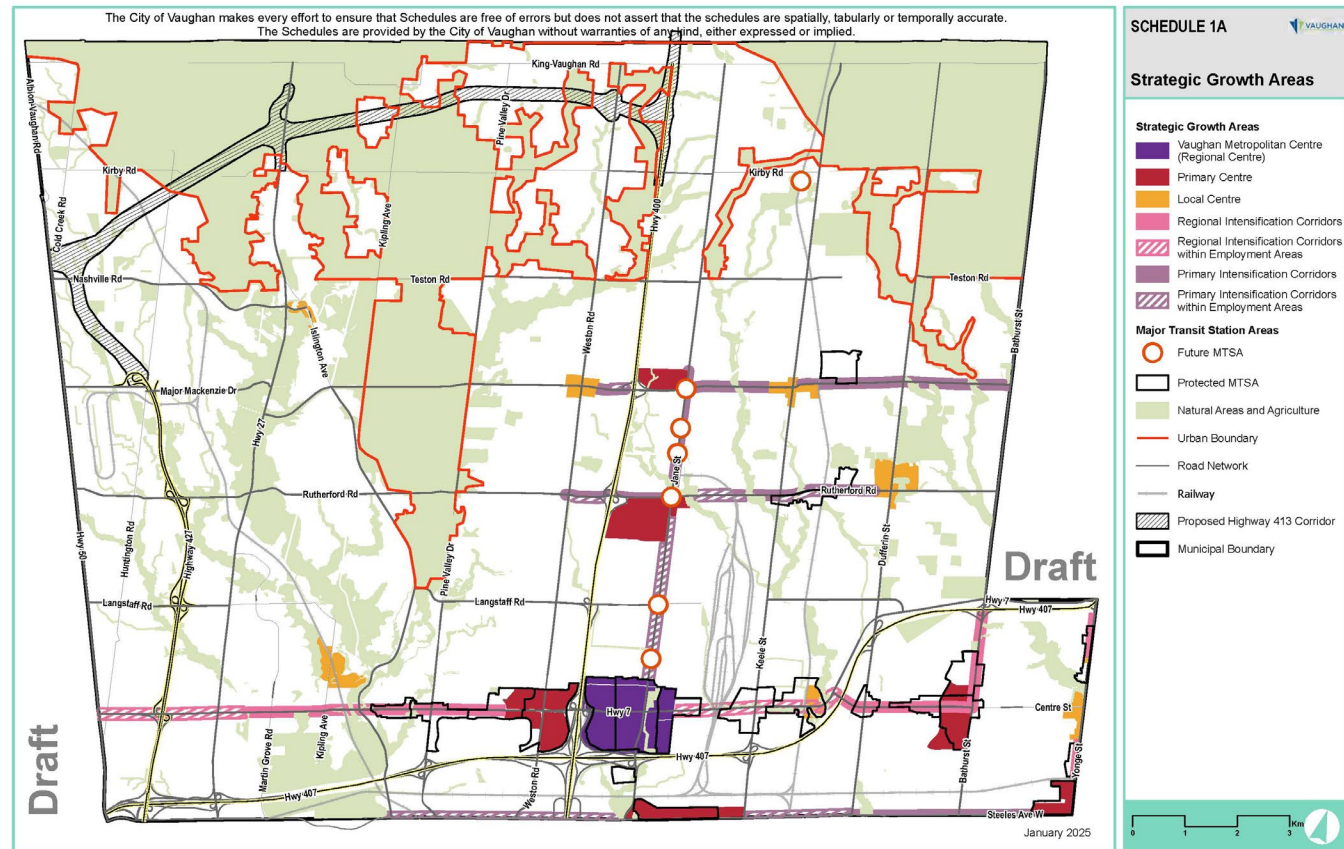 The City of Vaughan makes every effort to ensure that Schedules are free of errors but does not assert that the schedules are spatially, tabularly or temporally accurate.
The Schedules are provided by the City of Vaughan without warranties of any kind, either expressed or implied.
King-Vaughan Rd
Albion-Vaughan Rd
Pine Valley Dr
Kirby Rd
Kirby Rd
Cold Creek Rd
Kipling Ave
Hwy 400
Nashville Rd
Teston Rd
Teston Rd
Bathurst St
Islington Ave
Weston Rd
Major Mackenzie Dr
Hwy 27
Jane St
Rutherford Rd
Rutherford Rd
Hwy 50
Huntington Rd
Highway 427
Pine Valley Dr
Dufferin St
Draft
Langstaff Rd
Langstaff Rd
Hwy 7
Hwy 407
Keele St
Hwy 7
Centre St
Martin Grove Rd
Kipling Ave
Hwy 407
Bathurst St
Yonge St
Draft
Hwy 407
Weston Rd
Steeles Ave W
January 2025
SCHEDULE 1A
VAUGHAN
Strategic Growth Areas
Strategic Growth Areas
Vaughan Metropolitan Centre
(Regional Centre)
Primary Centre
Local Centre
Regional Intensification Corridors
Regional Intensification Corridors
within Employment Areas
Primary Intensification Corridors
Primary Intensification Corridors
within Employment Areas
Major Transit Station Areas
Future MTSA
Protected MTSA
Natural Areas and Agriculture
Urban Boundary
Road Network
Railway
Proposed Highway 413 Corridor
Municipal Boundary
Km
0 1 2 3